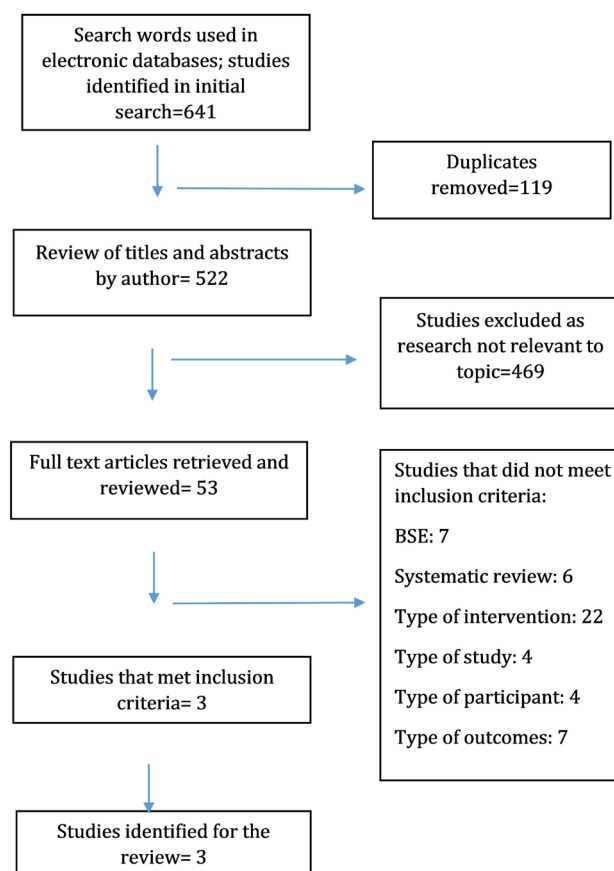 Search words used in
electronic databases; studies
identified in initial
search=641
Duplicates
removed=119
Review of titles and abstracts
by author= 522
Studies excluded as
research not relevant to
topic=469
Full text articles retrieved and
reviewed= 53
Studies that did not meet
inclusion criteria:
BSE: 7
Systematic review: 6
Type of intervention: 22
Type of study: 4
Type of participant: 4
Type of outcomes: 7
Studies that met inclusion
criteria= 3
Studies identified for the
review= 3